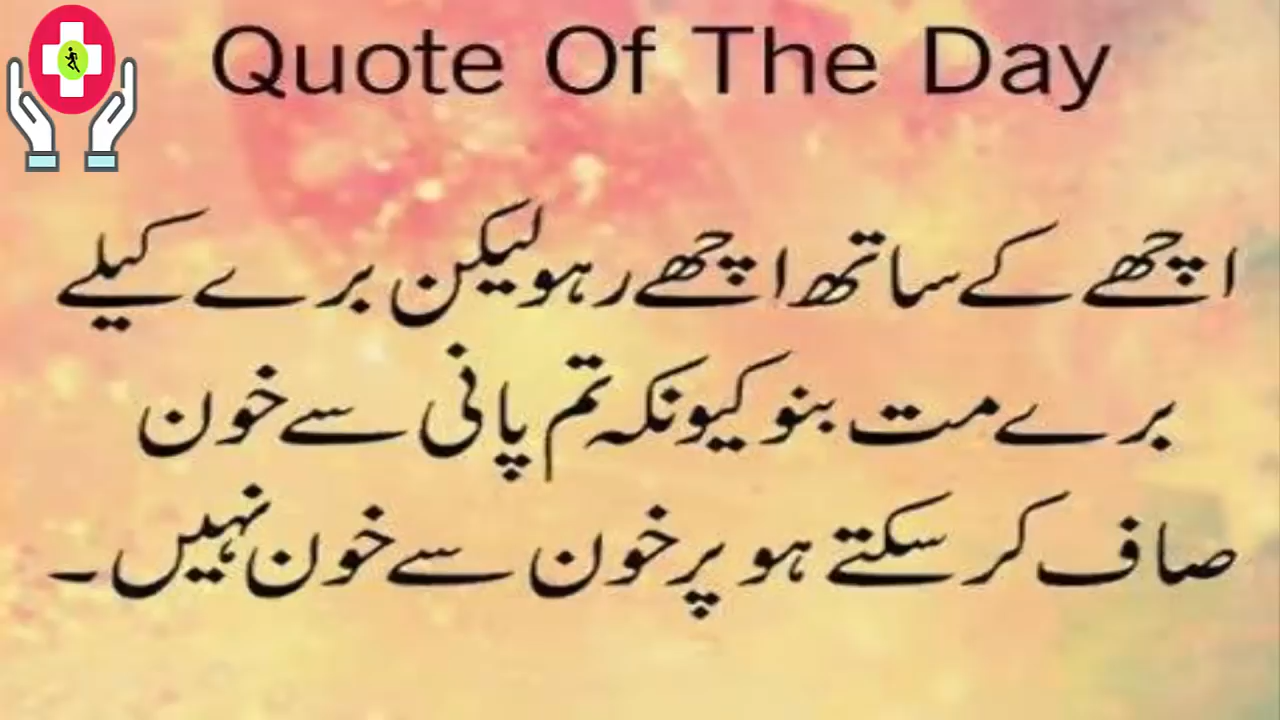 Quote Of The Day
اچھے کے ساتھ اچھے رہو لیکن برے کیلے
برے مت بنو کیونکہ تم پانی سے خون
صاف کر سکتے ہو پر خون سے خون نہیں۔